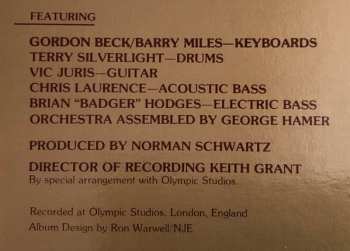 FEATURING
GORDON BECK/BARRY MILES—KEYBOARDS
TERRY SILVERLIGHT—DRUMS
VIC JURIS—GUITAR
CHRIS LAURENCE—ACOUSTIC BASS
BRIAN "BADGER" HODGES—ELECTRIC BASS
ORCHESTRA ASSEMBLED BY GEORGE HAMER
PRODUCED BY NORMAN SCHWARTZ
DIRECTOR OF RECORDING KEITH GRANT
By special arrangement with Olympic Studios.
Recorded at Olympic Studios, London, England
Album Design by Ron Warwell/NJE